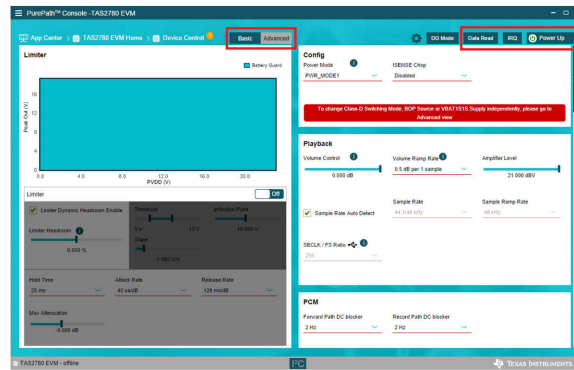 PurePath™ Console -TAS2780 EVM
App Center
TAS2780 EVM Home
Device Control
Basic
Advanced
DG Mode
Data Read
IRQ
Power Up
Limiter
Battery Guard
Peak Out (V)
16
12
8
4
0
0.0 4.0 8.0 12.0 16.0 20.0
PVDD (V)
Limiter
Off
Limiter Dynamic Headroom Enable
Threshold
Inflection Point
5 V
13 V
Limiter Headroom
Slope
0.000 %
1.000 V/V
Hold Time
Attack Rate
Release Rate
25 ms
40 us/dB
120 ms/dB
Max Attenuation
-9.000 dB
Config
Power Mode
ISENSE Chop
PWR_MODE1
Disabled
To change Class-D Switching Mode, BOP Source or VBAT1S1S Supply independently, please go to
Advanced view
Playback
Volume Control
Volume Ramp Rate
Amplifier Level
0.5 dB per 1 sample
0.000 dB
21.000 dBV
Sample Rate
Sample Ramp Rate
Sample Rate Auto Detect
44.1/48 kHz
48 kHz
SBCLK / FS Ratio
256
PCM
Forward Path DC blocker
Record Path DC blocker
2 Hz
2 Hz
TAS2780 EVM - offline
I²C
TEXAS INSTRUMENTS